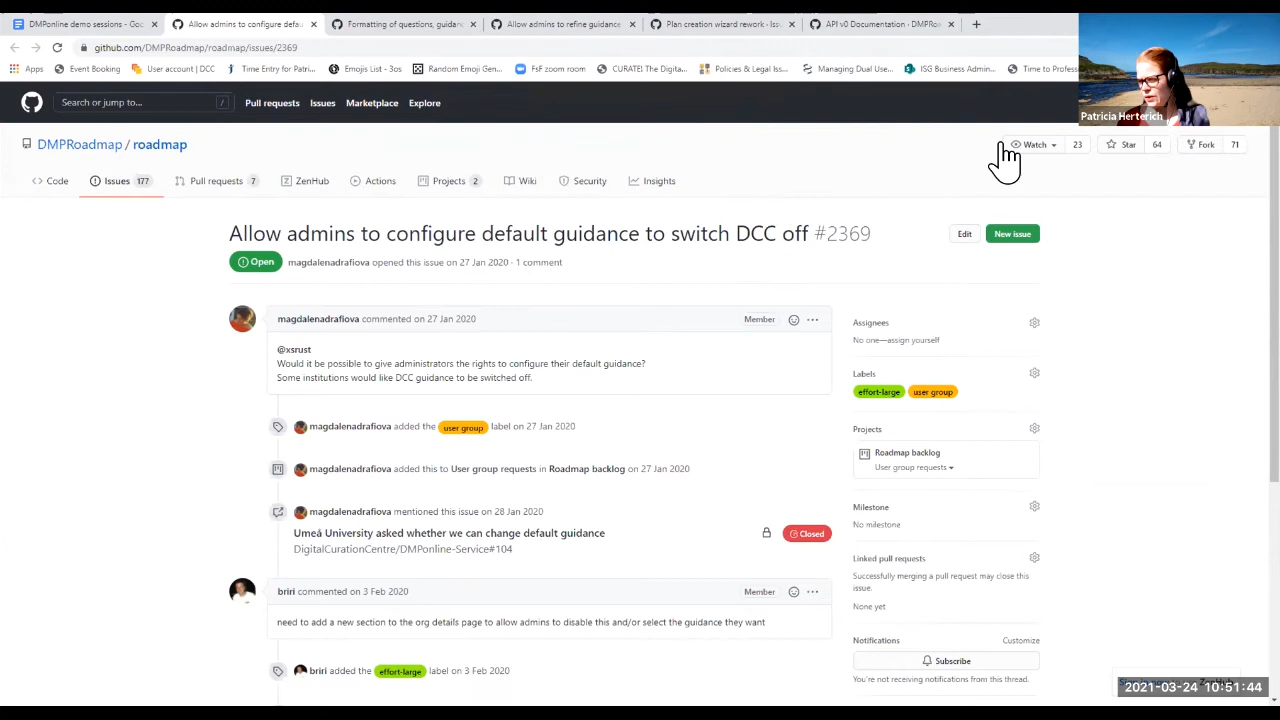 DMPonline demo sessions - Goo
Allow admins to configure defau
Formatting of questions, guidanc
Allow admins to refine guidance
Plan creation wizard rework · Iss
API v0 Documentation · DMPRoa
github.com/DMPRoadmap/roadmap/issues/2369
Apps
Event Booking
User account | DCC
Time Entry for Patri...
Emojis List - 3os
Random Emoji Gen...
FsF zoom room
CURATE! The Digita...
Policies & Legal Iss...
Managing Dual Use...
ISG Business Admin...
Time to Profess
Search or jump to...
/
Pull requests
Issues
Marketplace
Explore
Patricia Herterich
DMPRoadmap / roadmap
Watch
23
Star
64
Fork
71
Code
Issues 177
Pull requests 7
ZenHub
Actions
Projects 2
Wiki
Security
Insights
Allow admins to configure default guidance to switch DCC off #2369
Edit
New issue
Open
magdalenadrafiova opened this issue on 27 Jan 2020 · 1 comment
magdalenadrafiova commented on 27 Jan 2020
Member
@xsrust
Would it be possible to give administrators the rights to configure their default guidance?
Some institutions would like DCC guidance to be switched off.
magdalenadrafiova added the user group label on 27 Jan 2020
magdalenadrafiova added this to User group requests in Roadmap backlog on 27 Jan 2020
magdalenadrafiova mentioned this issue on 28 Jan 2020
Umeå University asked whether we can change default guidance
DigitalCurationCentre/DMPonline-Service#104
Closed
briri commented on 3 Feb 2020
Member
need to add a new section to the org details page to allow admins to disable this and/or select the guidance they want
briri added the effort-large label on 3 Feb 2020
Assignees
No one—assign yourself
Labels
effort-large
user group
Projects
Roadmap backlog
User group requests
Milestone
No milestone
Linked pull requests
Successfully merging a pull request may close this
issue.
None yet
Notifications
Customize
Subscribe
You're not receiving notifications from this thread.
2021-03-24 10:51:44